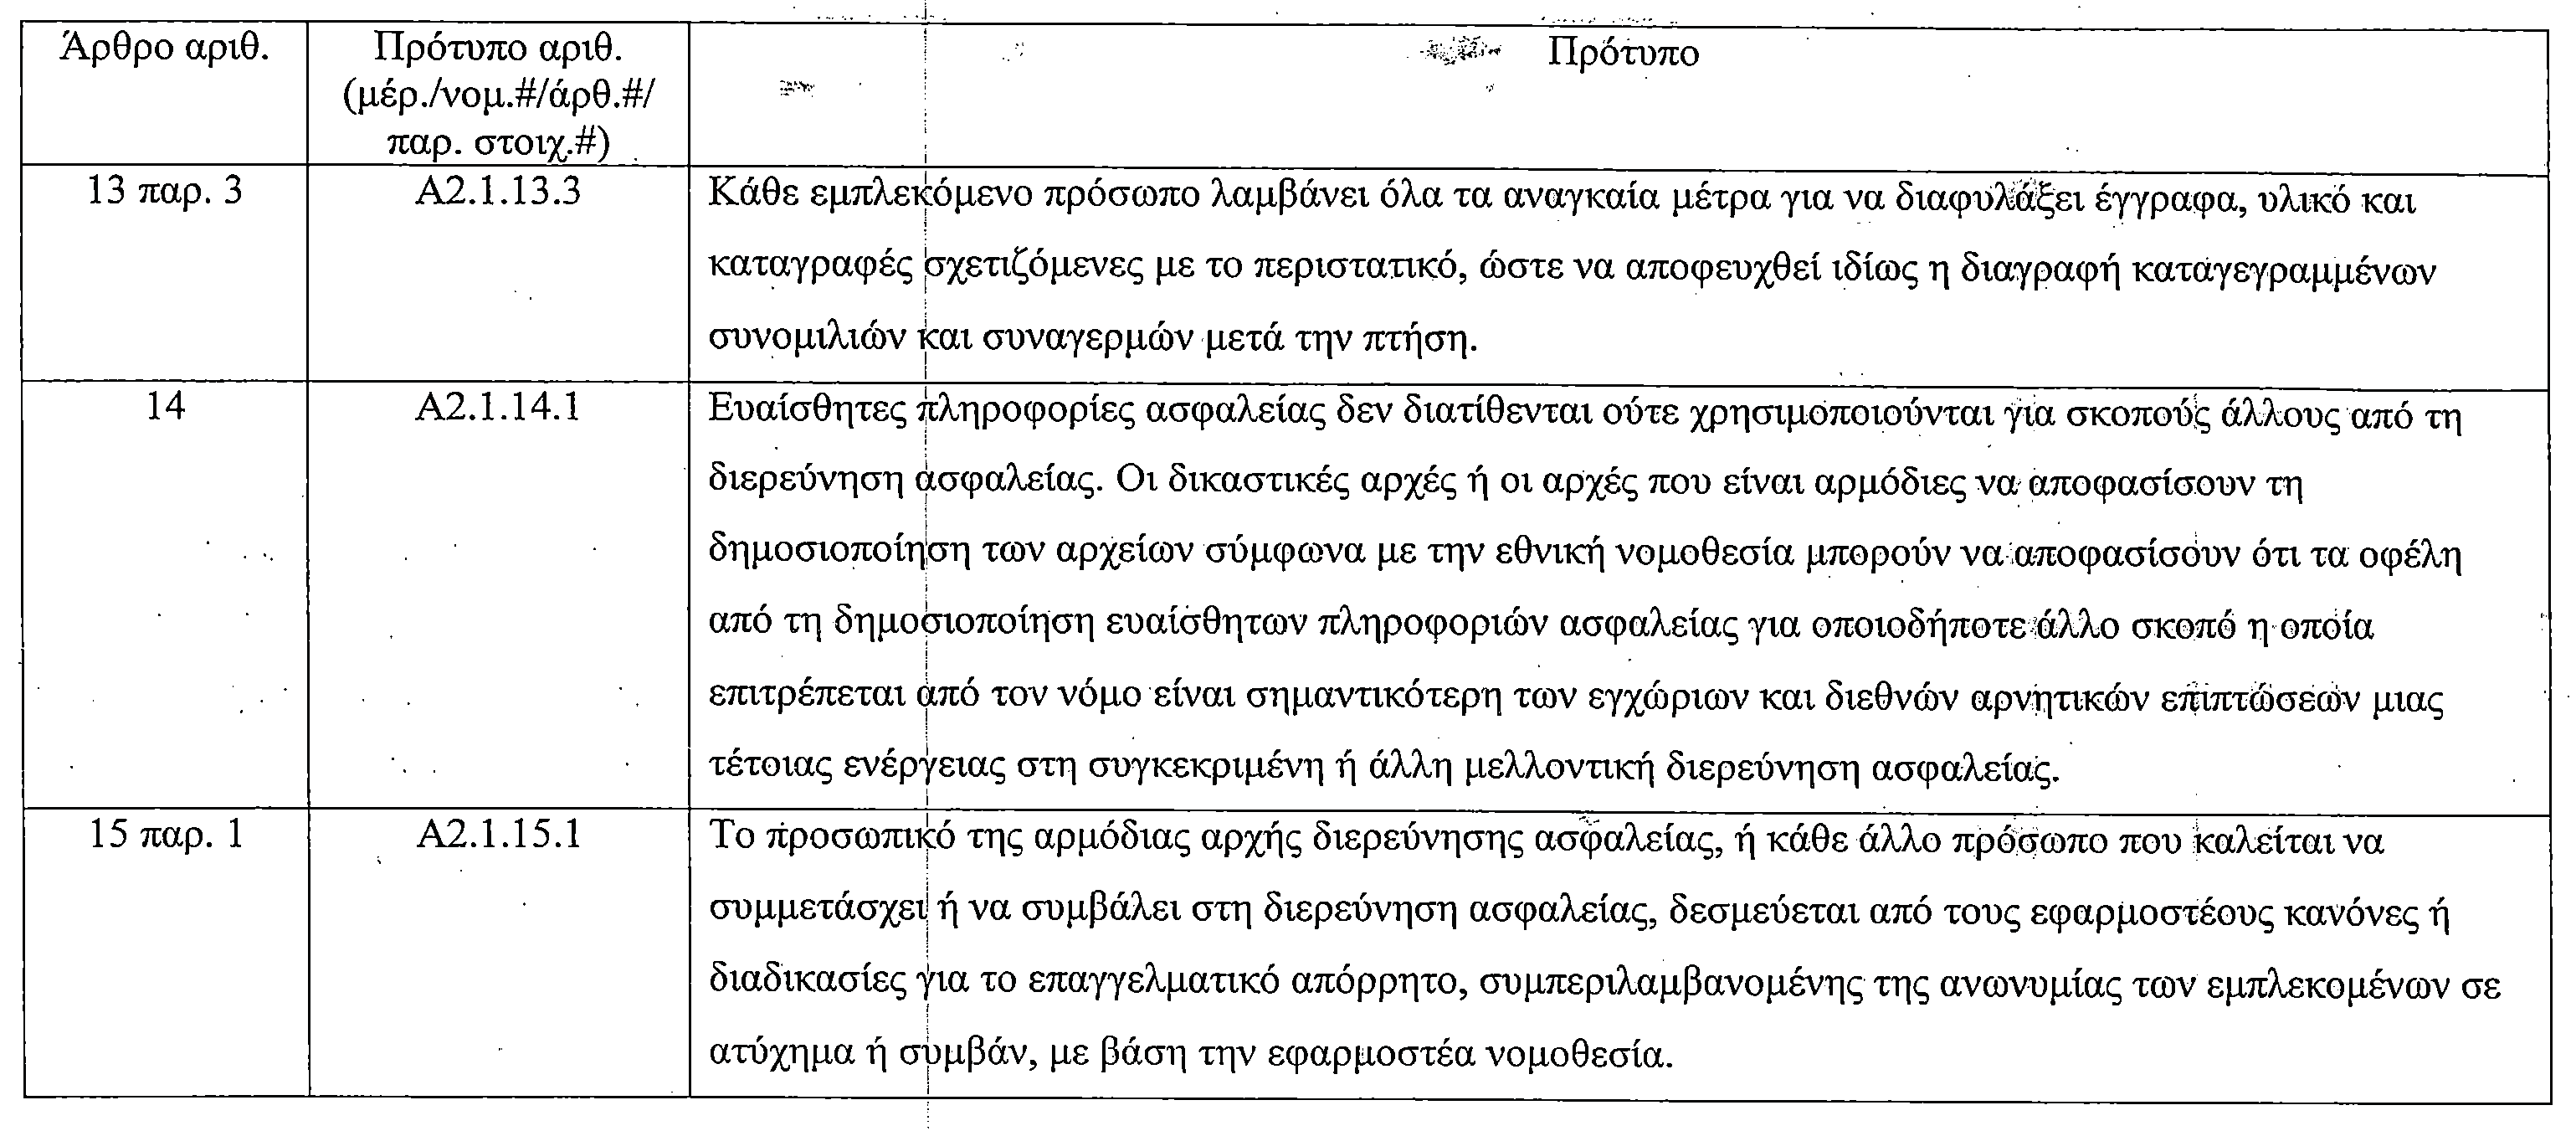 Άρθρο αριθ.
Πρότυπο αριθ.
(μέρ./νομ.#/άρθ.#/
παρ. στοιχ.#)
Πρότυπο
13 παρ. 3
Α2.1.13.3
Κάθε εμπλεκόμενο πρόσωπο λαμβάνει όλα τα αναγκαία μέτρα για να διαφυλάξει έγγραφα, υλικό και
καταγραφές σχετιζόμενες με το περιστατικό, ώστε να αποφευχθεί ιδίως η διαγραφή καταγεγραμμένων
συνομιλιών και συναγερμών μετά την πτήση.
14
Α2.1.14.1
Ευαίσθητες πληροφορίες ασφαλείας δεν διατίθενται ούτε χρησιμοποιούνται για σκοπούς άλλους από τη
διερεύνηση ασφαλείας. Οι δικαστικές αρχές ή οι αρχές που είναι αρμόδιες να αποφασίσουν τη
δημοσιοποίηση των αρχείων σύμφωνα με την εθνική νομοθεσία μπορούν να αποφασίσουν ότι τα οφέλη
από τη δημοσιοποίηση ευαίσθητων πληροφοριών ασφαλείας για οποιοδήποτε άλλο σκοπό η οποία
επιτρέπεται από τον νόμο είναι σημαντικότερη των εγχώριων και διεθνών αρνητικών επιπτώσεων μιας
τέτοιας ενέργειας στη συγκεκριμένη ή άλλη μελλοντική διερεύνηση ασφαλείας.
15 παρ. 1
Α2.1.15.1
Το προσωπικό της αρμόδιας αρχής διερεύνησης ασφαλείας, ή κάθε άλλο πρόσωπο που καλείται να
συμμετάσχει ή να συμβάλει στη διερεύνηση ασφαλείας, δεσμεύεται από τους εφαρμοστέους κανόνες ή
διαδικασίες για το επαγγελματικό απόρρητο, συμπεριλαμβανομένης της ανωνυμίας των εμπλεκομένων σε
ατύχημα ή συμβάν, με βάση την εφαρμοστέα νομοθεσία.